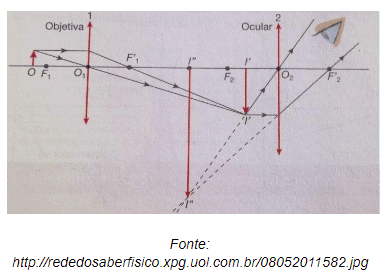 1
2
Objetiva
Ocular
F'₁
I"
I'
O
F₁
O₁
F₂
O₂
F'₂
I'
I"
Fonte:
http://rededosaberfisico.xpg.uol.com.br/08052011582.jpg